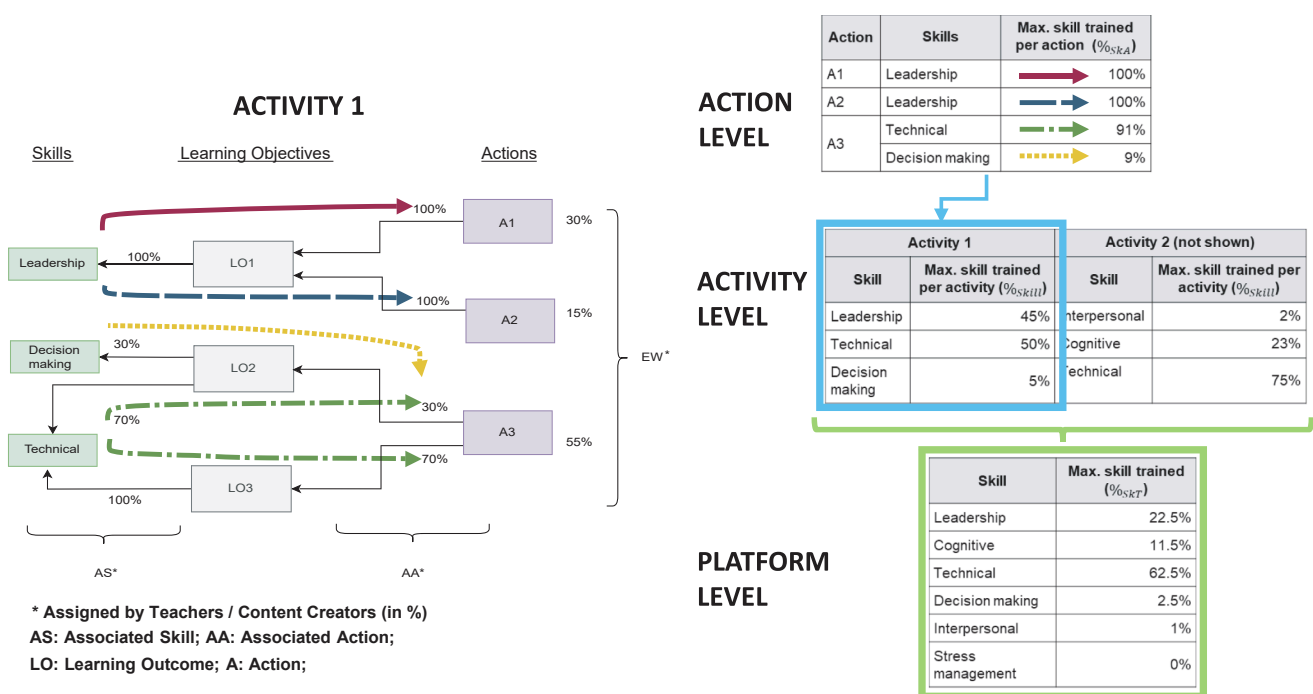 ACTIVITY 1
Skills
Learning Objectives
Actions
100%
A1
30%
Leadership
100%
LO1
100%
A2
15%
Decision
making
30%
LO2
EW*
70%
30%
A3
55%
Technical
70%
LO3
100%
AS*
AA*
* Assigned by Teachers / Content Creators (in %)
AS: Associated Skill; AA: Associated Action;
LO: Learning Outcome; A: Action;
ACTION
LEVEL
Action Skills Max. skill trained
per action (%SkA)
A1 Leadership 100%
A2 Leadership 100%
A3 Technical 91%
Decision making 9%
ACTIVITY
LEVEL
Activity 1 Activity 2 (not shown)
Skill Max. skill trained
per activity (%Skill)
Skill Max. skill trained per
activity (%Skill)
Leadership 45% nterpersonal 2%
Technical 50% Cognitive 23%
Decision
making 5% Technical 75%
PLATFORM
LEVEL
Skill Max. skill trained
(%SkT)
Leadership 22.5%
Cognitive 11.5%
Technical 62.5%
Decision making 2.5%
Interpersonal 1%
Stress
management 0%